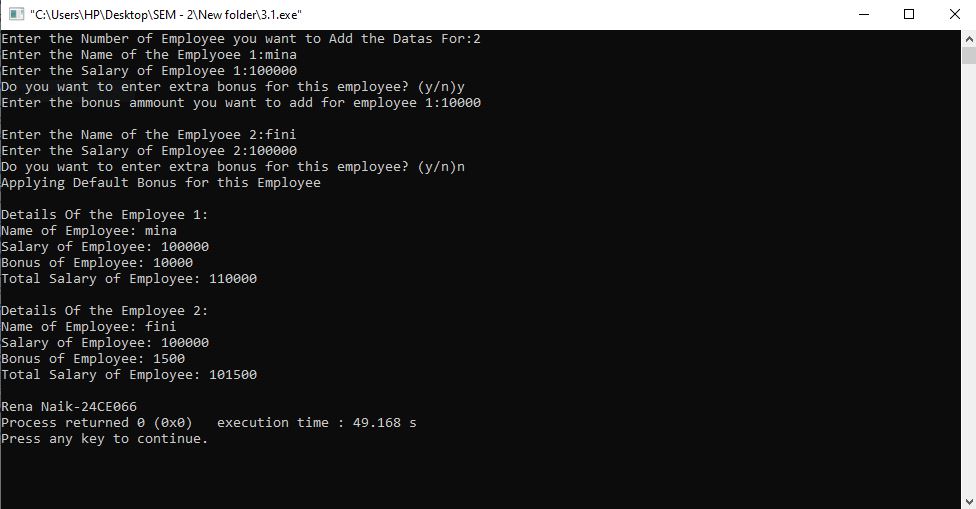 "C:\Users\HP\Desktop\SEM - 2\New folder\3.1.exe"
Enter the Number of Employee you want to Add the Datas For:2
Enter the Name of the Emplyoee 1:mina
Enter the Salary of Employee 1:100000
Do you want to enter extra bonus for this employee? (y/n)y
Enter the bonus ammount you want to add for employee 1:10000
Enter the Name of the Emplyoee 2:fini
Enter the Salary of Employee 2:100000
Do you want to enter extra bonus for this employee? (y/n)n
Applying Default Bonus for this Employee
Details Of the Employee 1:
Name of Employee: mina
Salary of Employee: 100000
Bonus of Employee: 10000
Total Salary of Employee: 110000
Details Of the Employee 2:
Name of Employee: fini
Salary of Employee: 100000
Bonus of Employee: 1500
Total Salary of Employee: 101500
Rena Naik-24CE066
Process returned 0 (0x0)   execution time : 49.168 s
Press any key to continue.